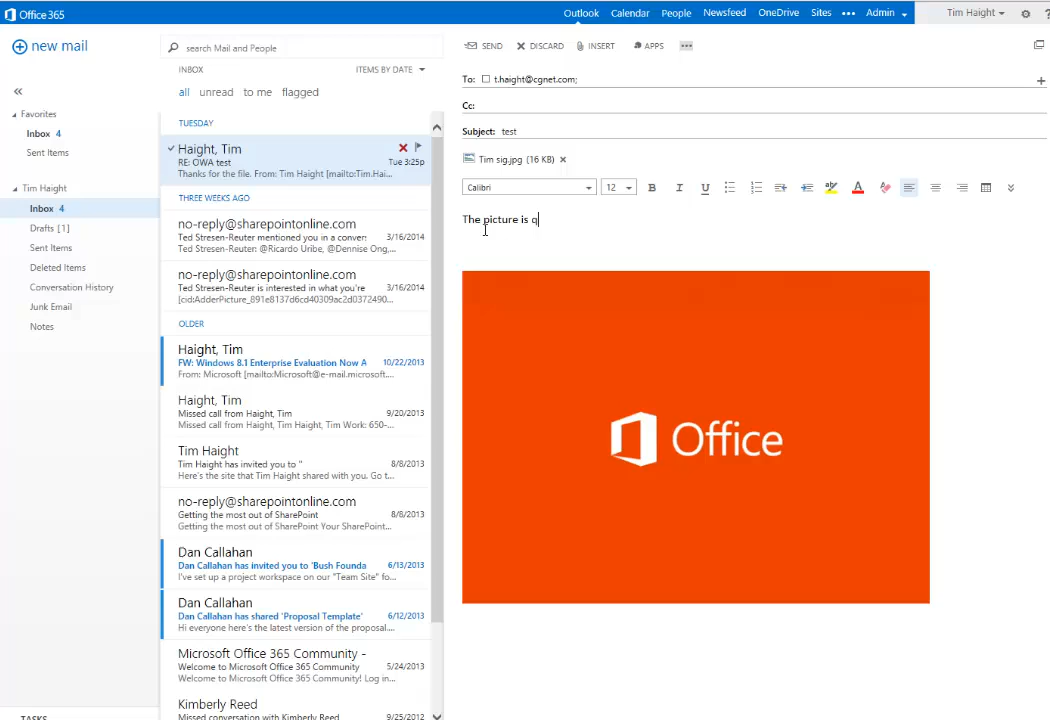 Office 365
Outlook Calendar People Newsfeed OneDrive Sites ••• Admin Tim Haight ?
new mail
search Mail and People
SEND DISCARD INSERT APPS •••
INBOX ITEMS BY DATE
To: t.haight@cgnet.com;
«
all unread to me flagged
Cc:
Favorites
TUESDAY
Subject: test
Inbox 4
Sent Items
Haight, Tim
RE: OWA test Tue 3:25p
Thanks for the file. From: Tim Haight [mailto:Tim.Hai...
Tim sig.jpg (16 KB)
Tim Haight
Calibri 12 B I U A
THREE WEEKS AGO
Inbox 4
Drafts [1]
Sent Items
Deleted Items
Conversation History
Junk Email
Notes
The picture is q
no-reply@sharepointonline.com
Ted Stresen-Reuter mentioned you in a conver: 3/16/2014
Ted Stresen-Reuter: @Ricardo Uribe, @Dennise Ong,...
no-reply@sharepointonline.com
Ted Stresen-Reuter is interested in what you're 3/16/2014
[cid:AdderPicture_891e8137d6cd40309ac2d0372490...
OLDER
Haight, Tim
FW: Windows 8.1 Enterprise Evaluation Now A 10/22/2013
From: Microsoft [mailto:Microsoft@e-mail.microsoft....
Haight, Tim
Missed call from Haight, Tim 9/20/2013
Missed call from Haight, Tim Haight, Tim Work: 650-...
Office
Tim Haight
Tim Haight has invited you to '' 8/8/2013
Here's the site that Tim Haight shared with you. Go t...
no-reply@sharepointonline.com
Getting the most out of SharePoint 8/8/2013
Getting the most out of SharePoint Your SharePoint...
Dan Callahan
Dan Callahan has invited you to 'Bush Founda 6/13/2013
I've set up a project workspace on our "Team Site" fo...
Dan Callahan
Dan Callahan has shared 'Proposal Template' 6/12/2013
Hi everyone here's the latest version of the proposal....
Microsoft Office 365 Community -
Welcome to Microsoft Office 365 Community 5/24/2013
Welcome to Microsoft Office 365 Community! Log in...
Kimberly Reed
Missed conversation with Kimberly Reed 9/25/2012
TASKS